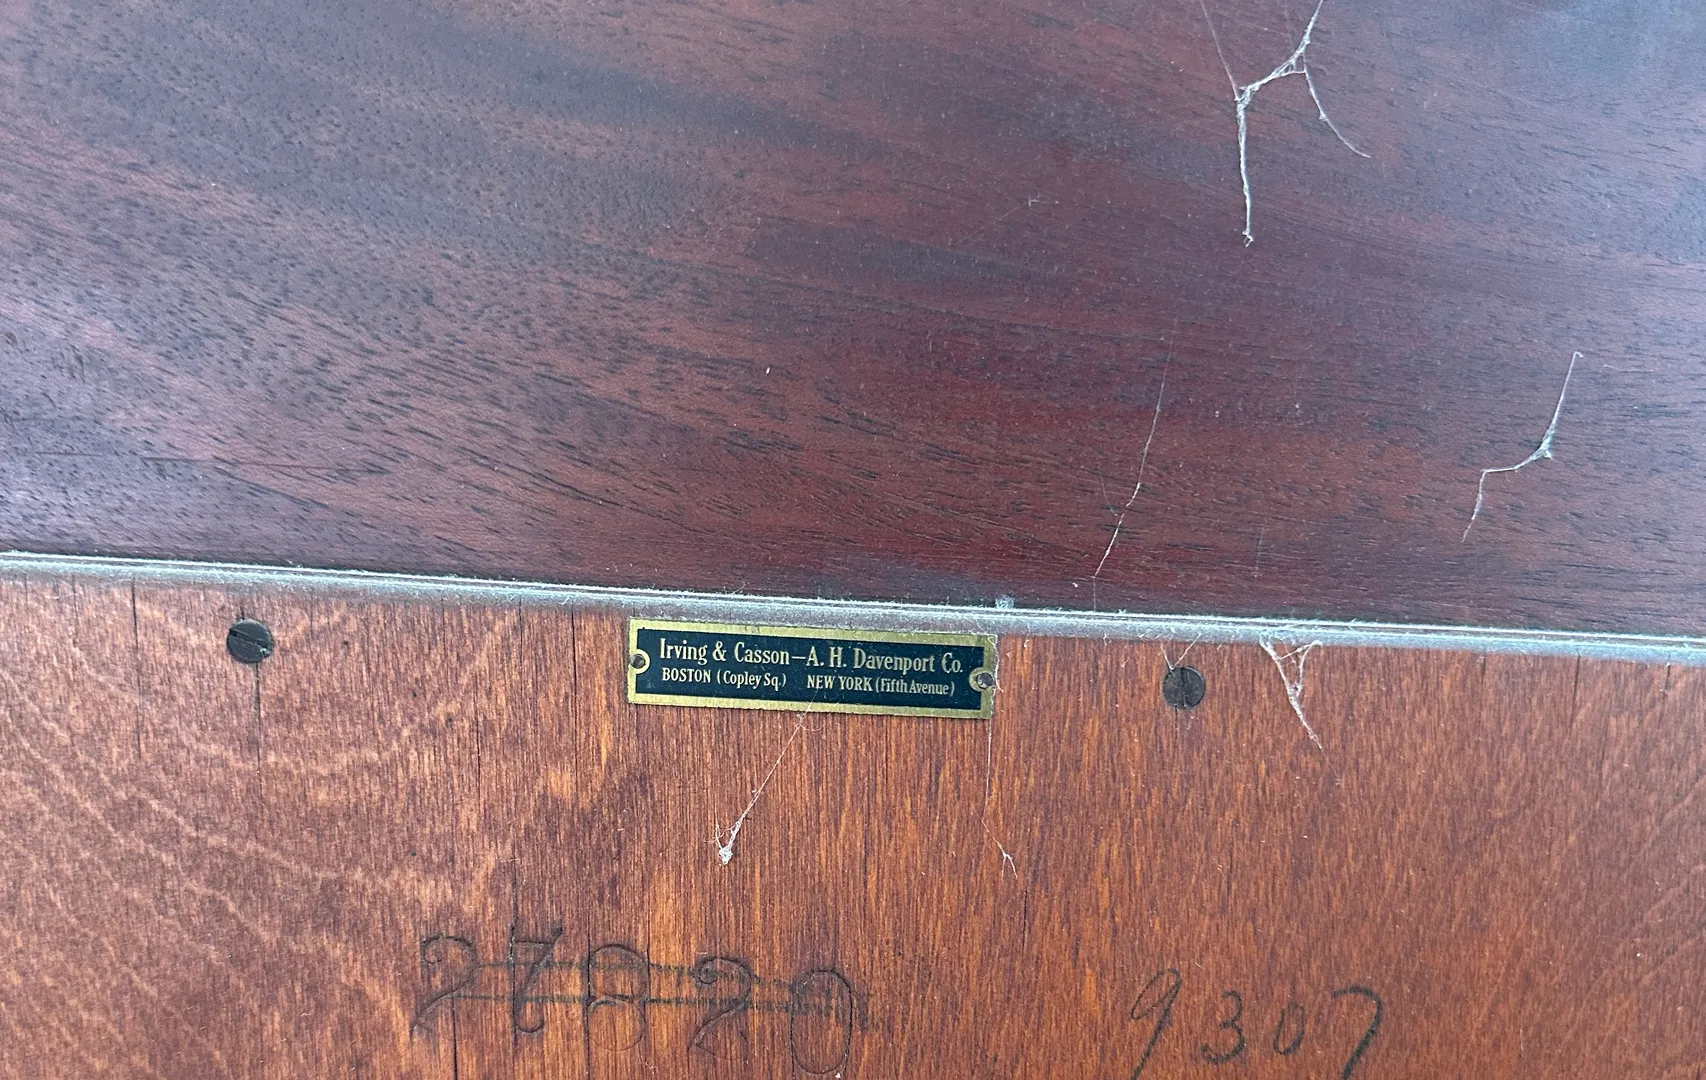 Irving & Casson—A. H. Davenport Co.
BOSTON (Copley Sq.) NEW YORK (Fifth Avenue)
27820 9307